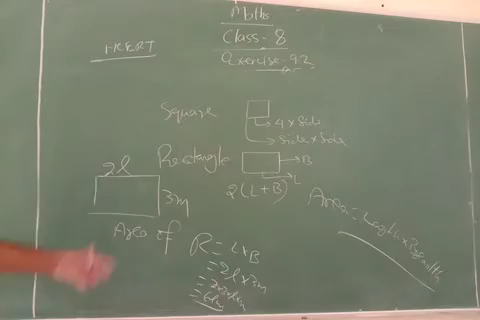 Maths
Class-8
Exercise-9.2
Square
4 × Side
Side × Side
Rectangle
B
L
2(L+B)
Area = Length × Breadth
2l
3m
Area of R = L×B
= 2l × 3m